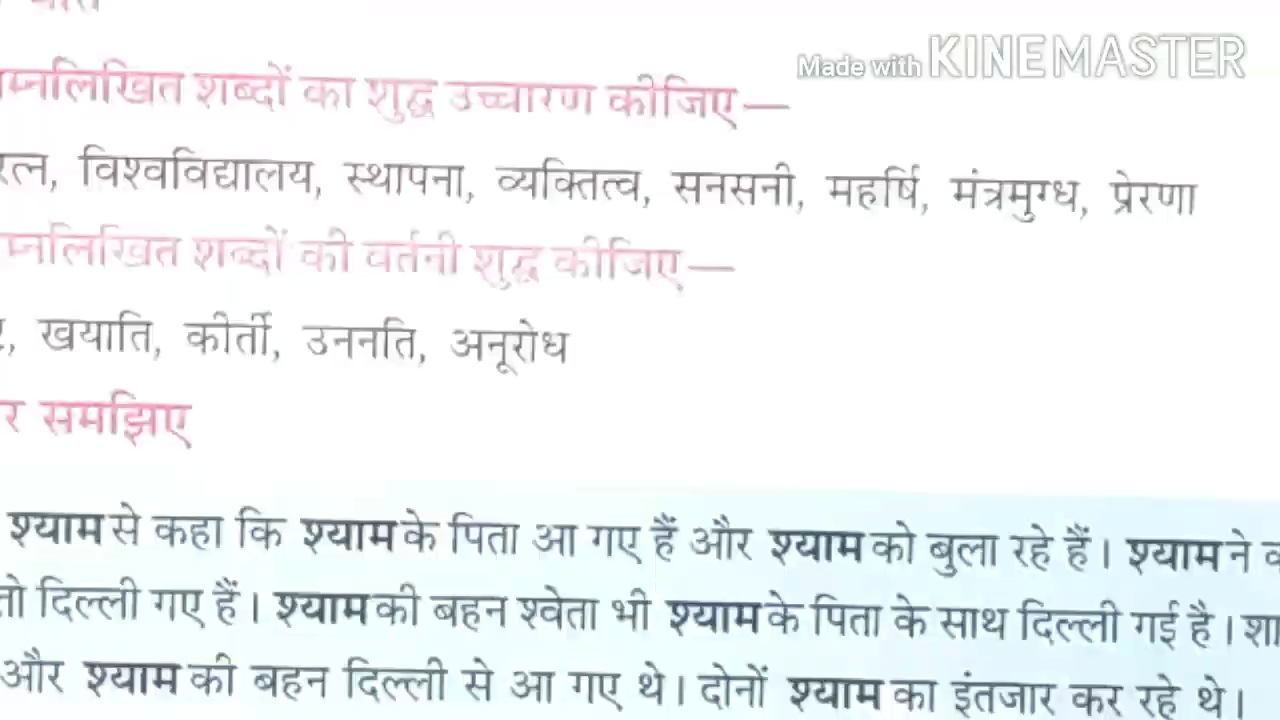 Made with KINEMASTER
म्नलिखित शब्दों का शुद्ध उच्चारण कीजिए—
रत्न, विश्वविद्यालय, स्थापना, व्यक्तित्व, सनसनी, महर्षि, मंत्रमुग्ध, प्रेरणा
म्नलिखित शब्दों की वर्तनी शुद्ध कीजिए—
खयाति, कीर्ती, उननति, अनूरोध
र समझिए
श्याम से कहा कि श्याम के पिता आ गए हैं और श्याम को बुला रहे हैं। श्याम ने
तो दिल्ली गए हैं। श्याम की बहन श्वेता भी श्याम के पिता के साथ दिल्ली गई है। शा
और श्याम की बहन दिल्ली से आ गए थे। दोनों श्याम का इंतजार कर रहे थे।